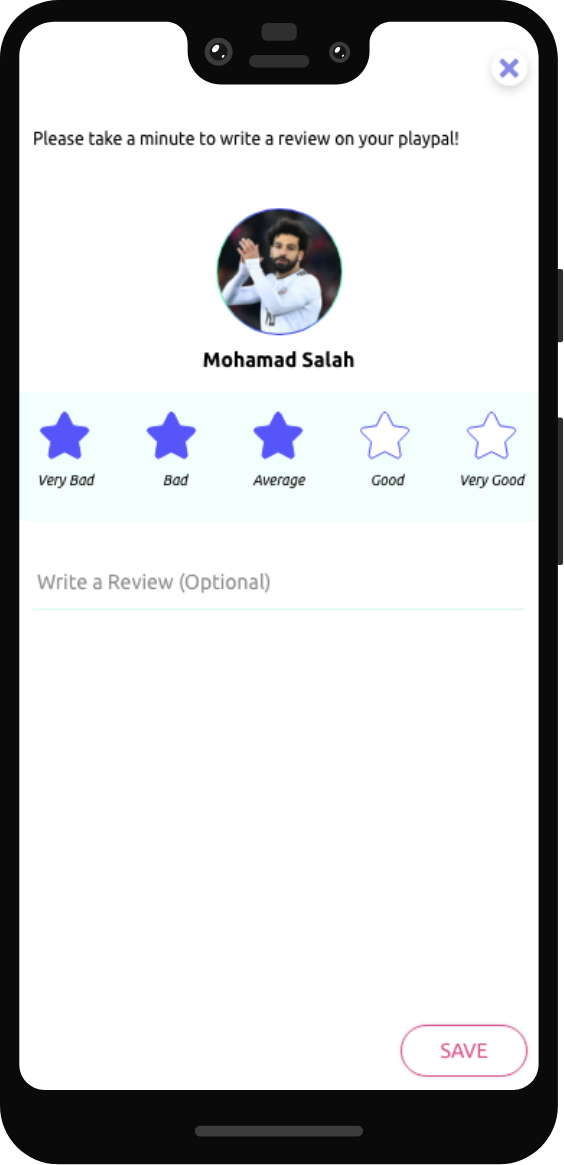 Please take a minute to write a review on your playpal!
Mohamad Salah
Very Bad Bad Average Good Very Good
Write a Review (Optional)
SAVE